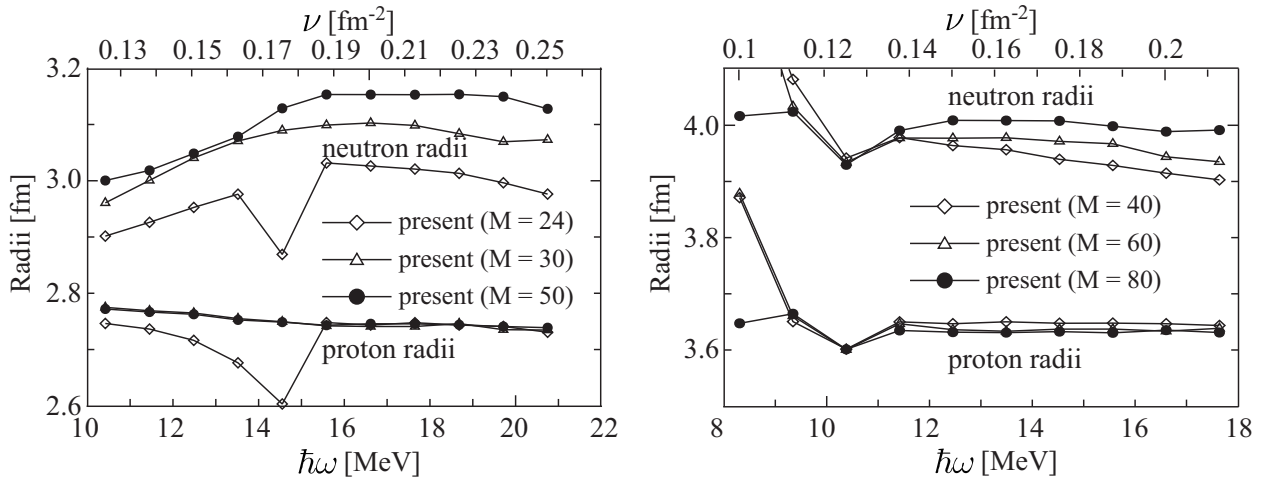 ν [fm-2]
0.13 0.15 0.17 0.19 0.21 0.23 0.25
3.2
3.0
2.8
2.6
Radii [fm]
neutron radii
present (M = 24)
present (M = 30)
present (M = 50)
proton radii
10 12 14 16 18 20 22
ħω [MeV]
ν [fm-2]
0.1 0.12 0.14 0.16 0.18 0.2
4.0
3.8
3.6
Radii [fm]
neutron radii
present (M = 40)
present (M = 60)
present (M = 80)
proton radii
8 10 12 14 16 18
ħω [MeV]